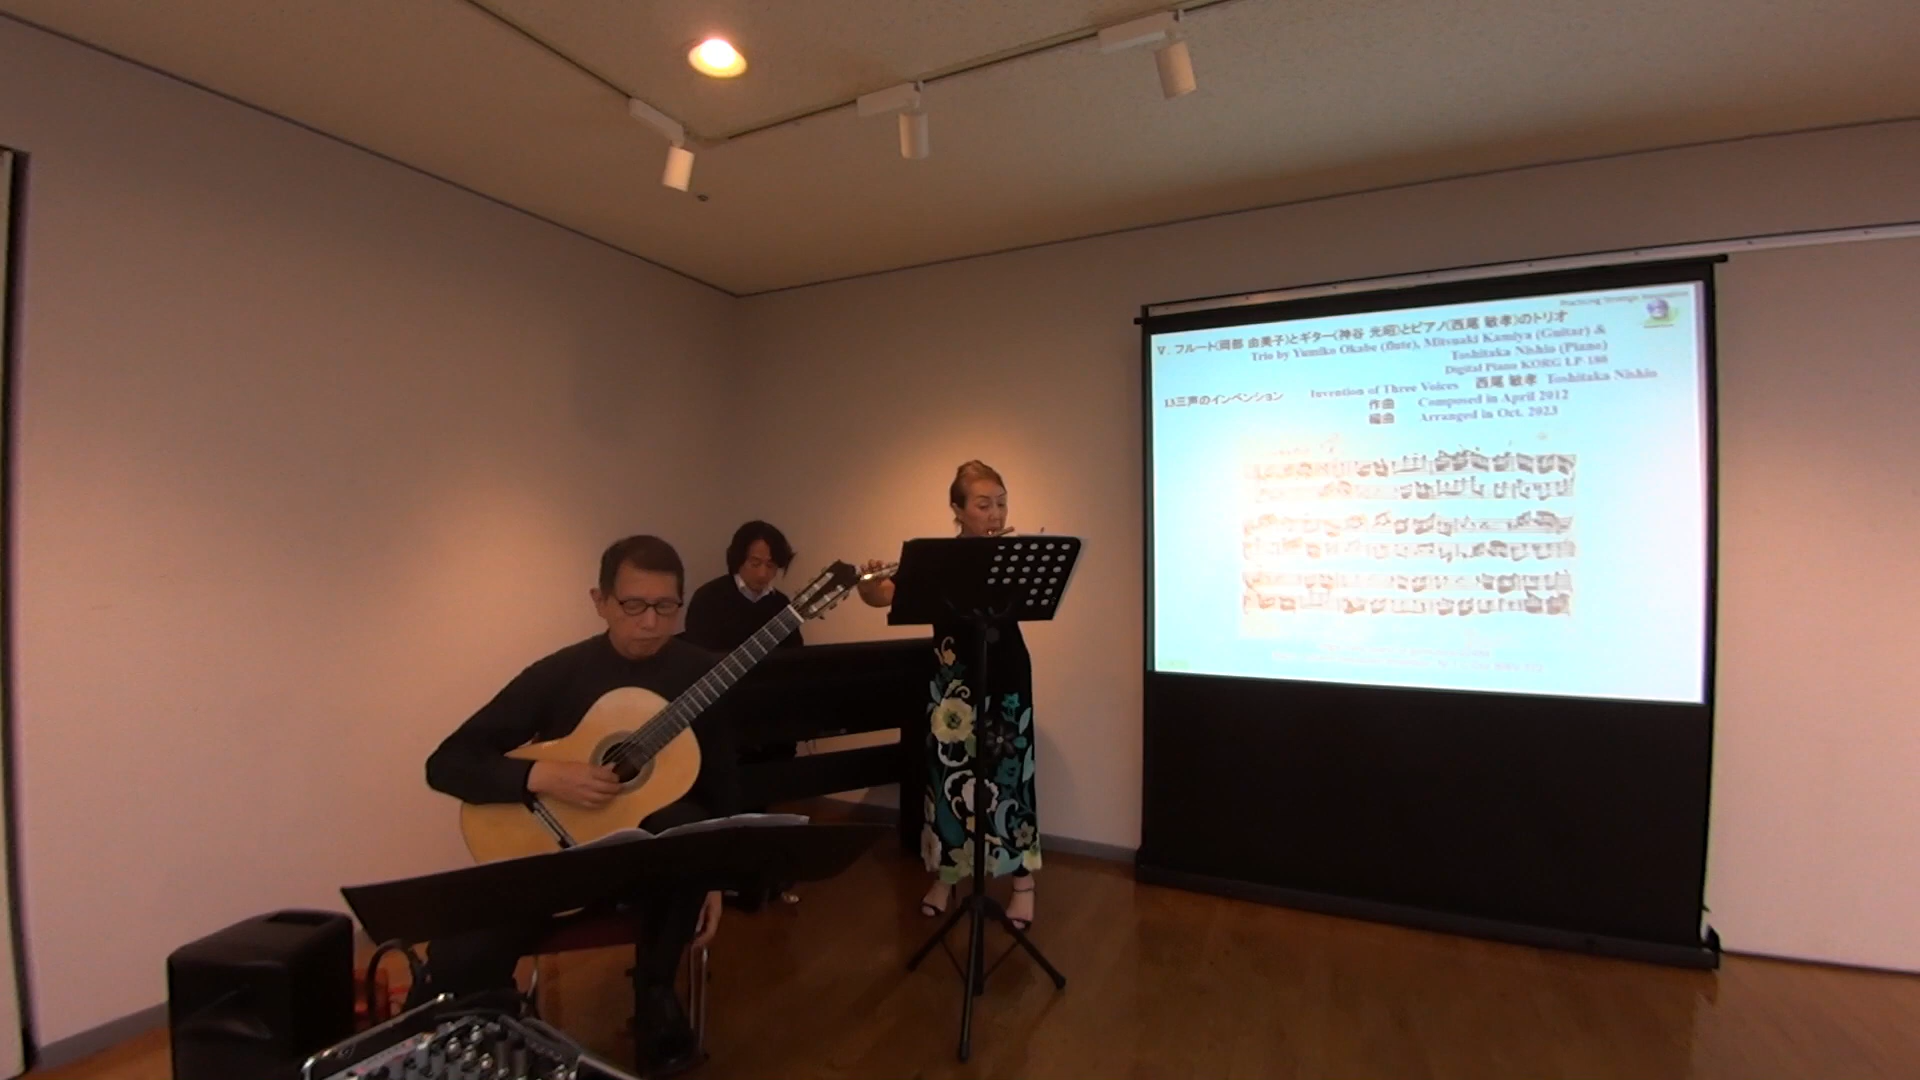 Practicing Strategic
Ⅴ. フルート(岡部 由美子)とギター(神谷 光昭)とピアノ(西尾 敏孝)のトリオ
Trio by Yumiko Okabe (flute), Mitsuaki Kamiya (Guitar) &
Toshitaka Nishio (Piano)
Digital Piano KORG LP-180
13三声のインベンション Invention of Three Voices 西尾 敏孝 Toshitaka Nishio
作曲 Composed in April 2012
編曲 Arranged in Oct. 2023